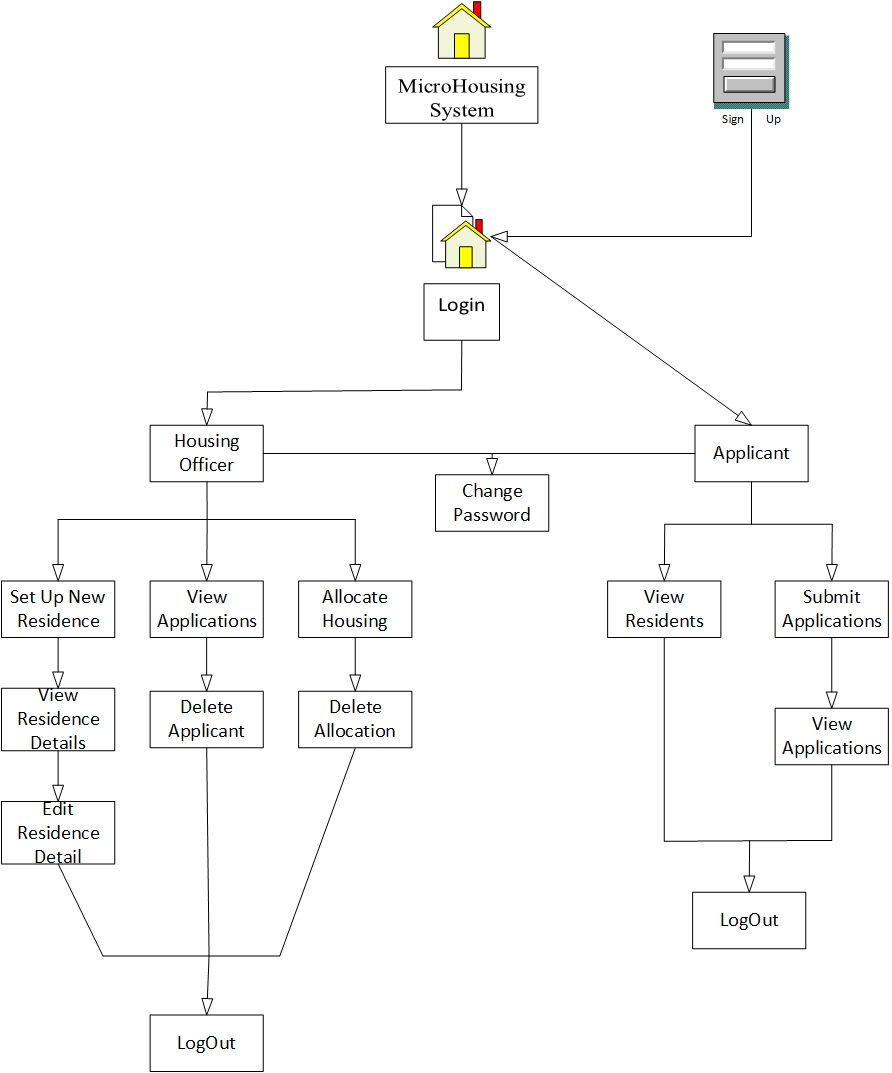 MicroHousing
System
Sign Up
Login
Housing
Officer
Applicant
Change
Password
Set Up New
Residence
View
Applications
Allocate
Housing
View
Residents
Submit
Applications
View
Residence
Details
Delete
Applicant
Delete
Allocation
View
Applications
Edit
Residence
Detail
LogOut
LogOut